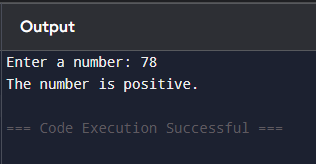 Output
Enter a number: 78
The number is positive.
=== Code Execution Successful ===